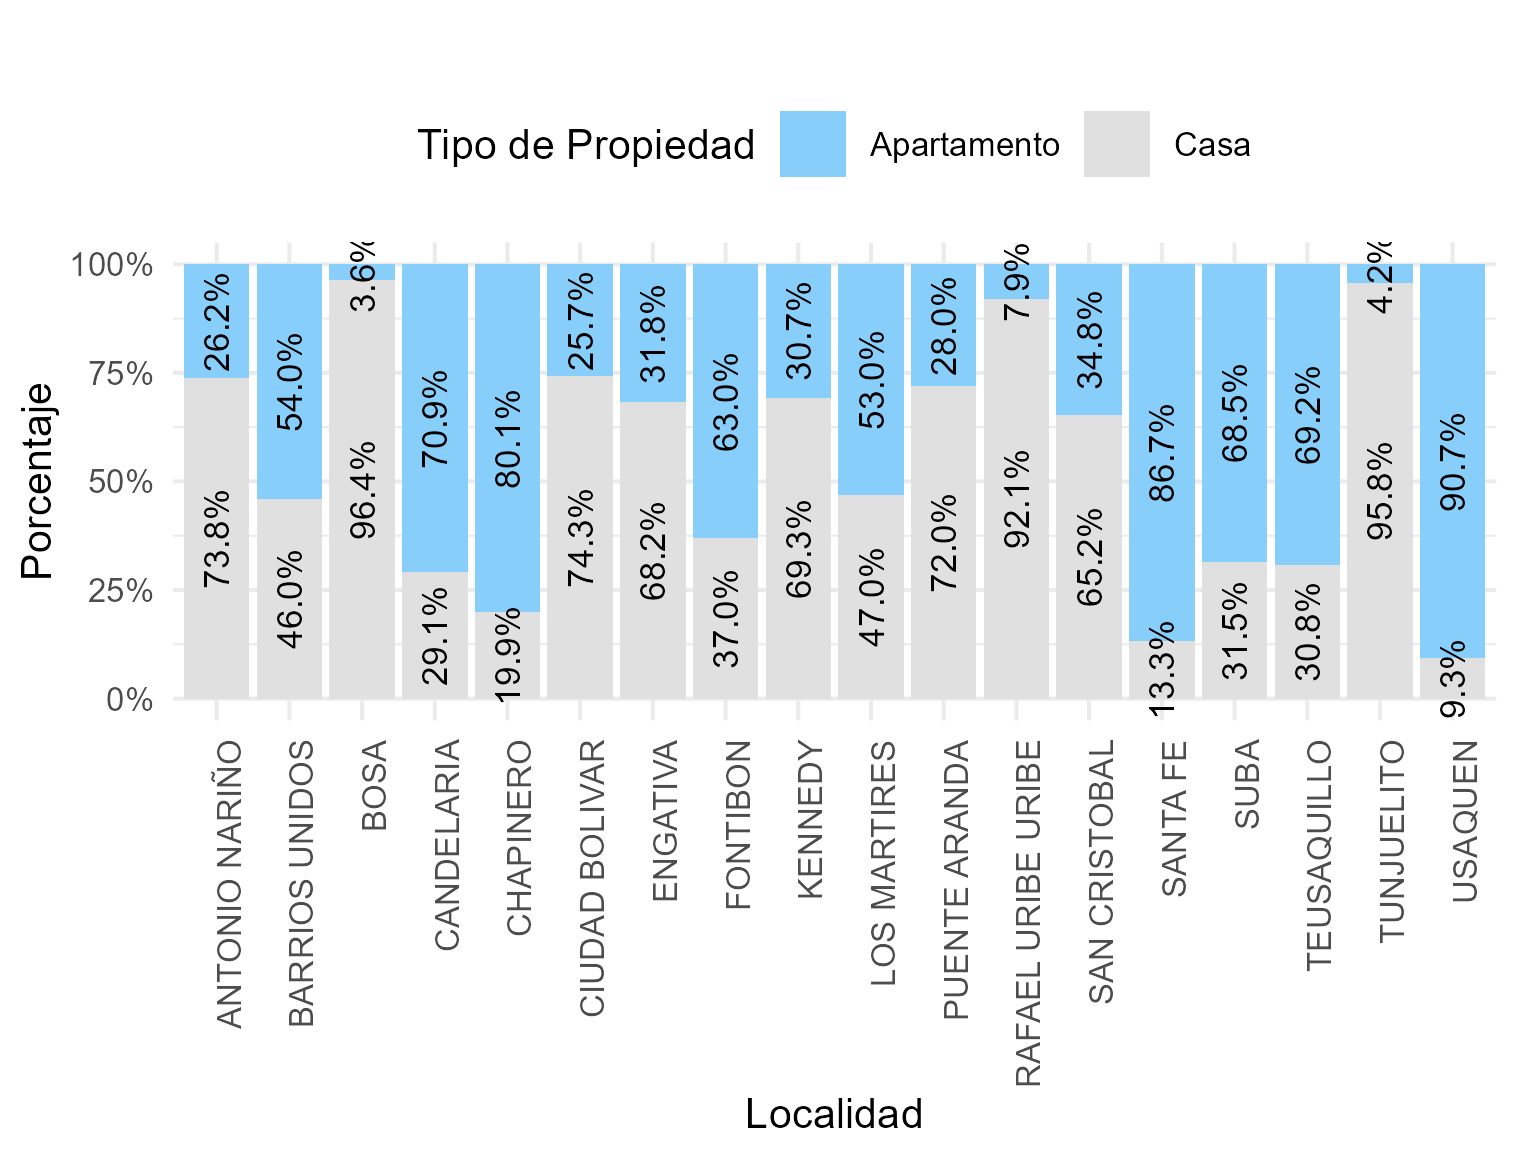 Tipo de Propiedad Apartamento Casa
Porcentaje
100%
75%
50%
25%
0%
26.2% 54.0% 3.6% 70.9% 80.1% 25.7% 31.8% 63.0% 30.7% 53.0% 28.0% 7.9% 34.8% 86.7% 68.5% 69.2% 4.2% 90.7%
73.8% 46.0% 96.4% 29.1% 19.9% 74.3% 68.2% 37.0% 69.3% 47.0% 72.0% 92.1% 65.2% 13.3% 31.5% 30.8% 95.8% 9.3%
ANTONIO NARIÑO
BARRIOS UNIDOS
BOSA
CANDELARIA
CHAPINERO
CIUDAD BOLIVAR
ENGATIVA
FONTIBON
KENNEDY
LOS MARTIRES
PUENTE ARANDA
RAFAEL URIBE URIBE
SAN CRISTOBAL
SANTA FE
SUBA
TEUSAQUILLO
TUNJUELITO
USAQUEN
Localidad